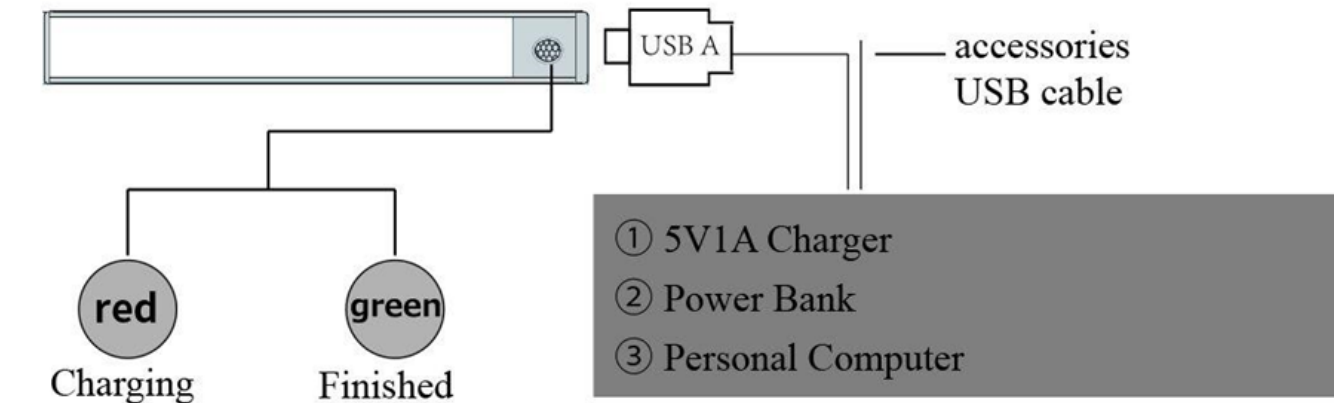 USB A
accessories
USB cable
① 5V1A Charger
② Power Bank
③ Personal Computer
red
green
Charging
Finished